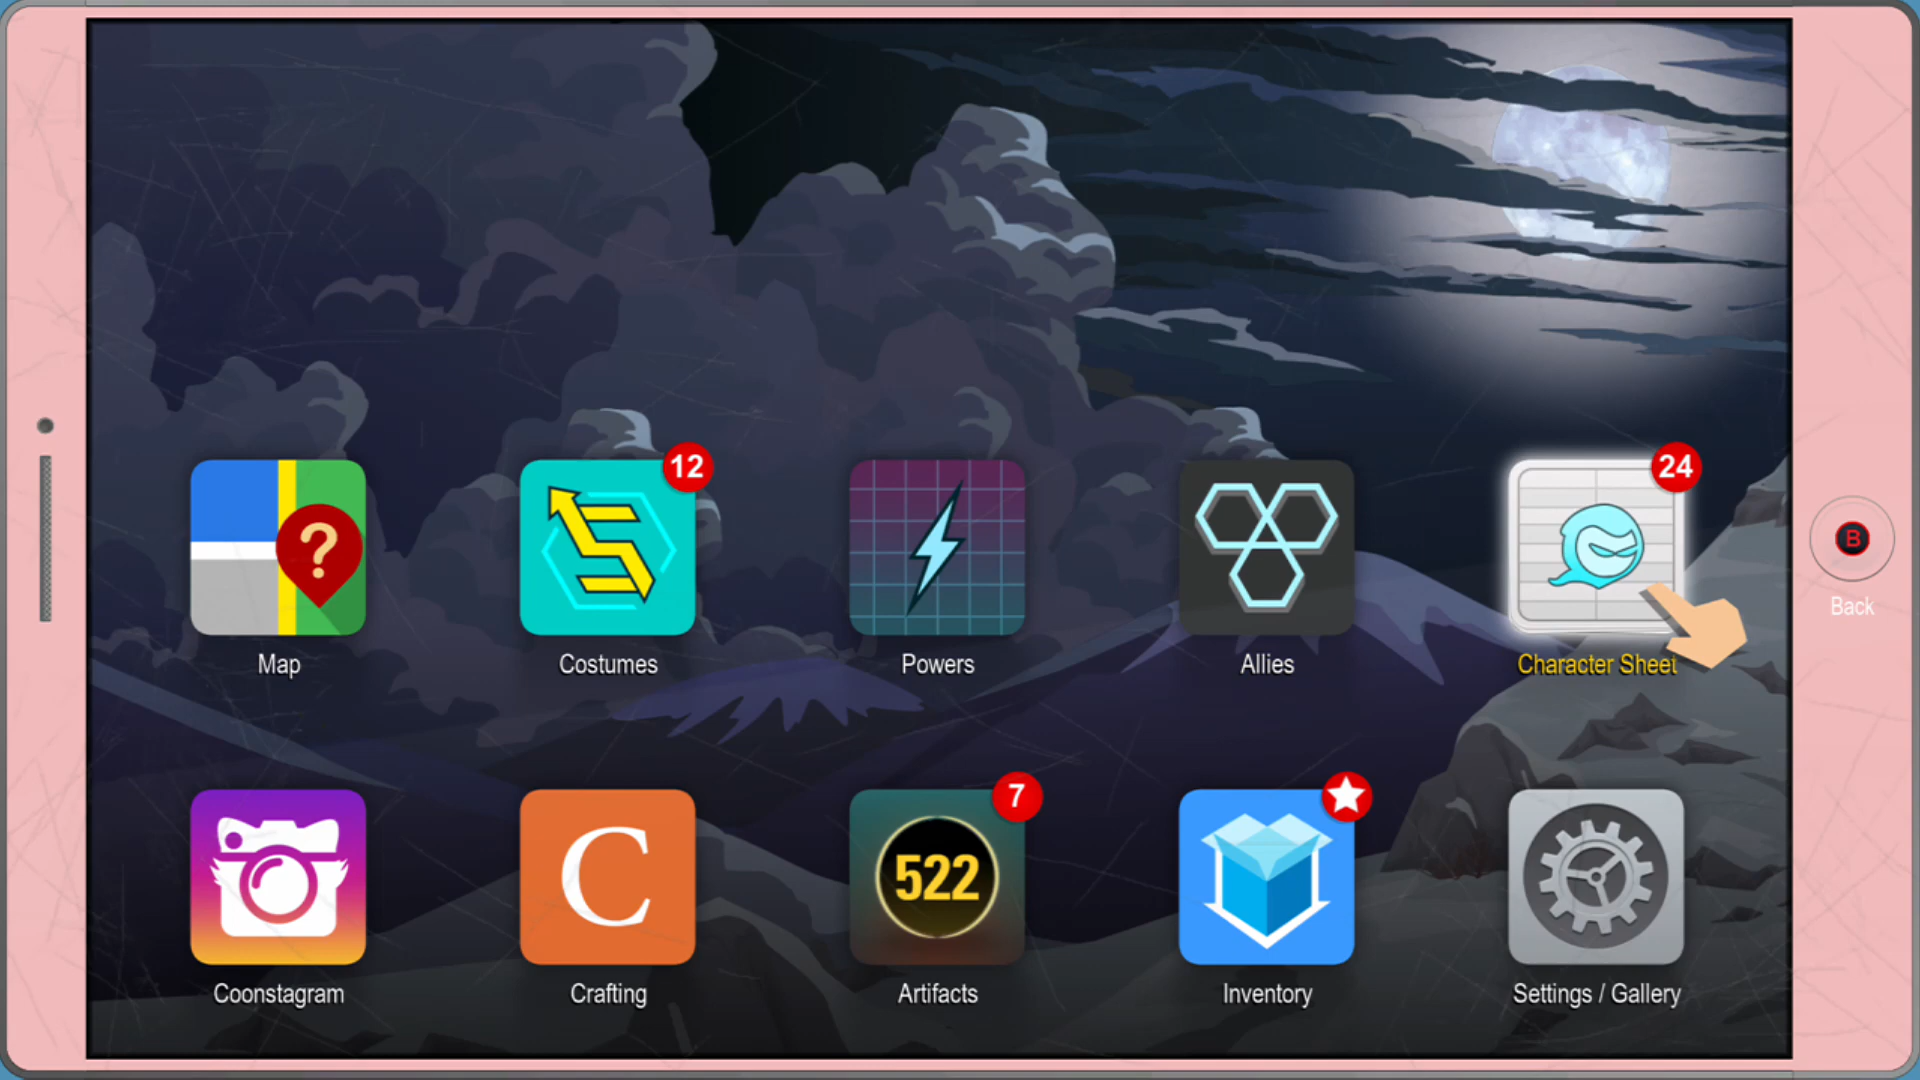 12
24
?
Map
Costumes
Powers
Allies
Character Sheet
B
Back
7
C
522
Coonstagram
Crafting
Artifacts
Inventory
Settings / Gallery